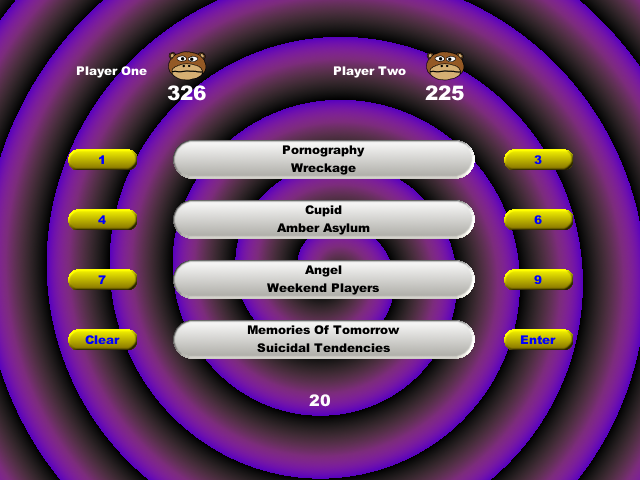 Player One
Player Two
326
225
1
Pornography
Wreckage
3
4
Cupid
Amber Asylum
6
7
Angel
Weekend Players
9
Clear
Memories Of Tomorrow
Suicidal Tendencies
Enter
20